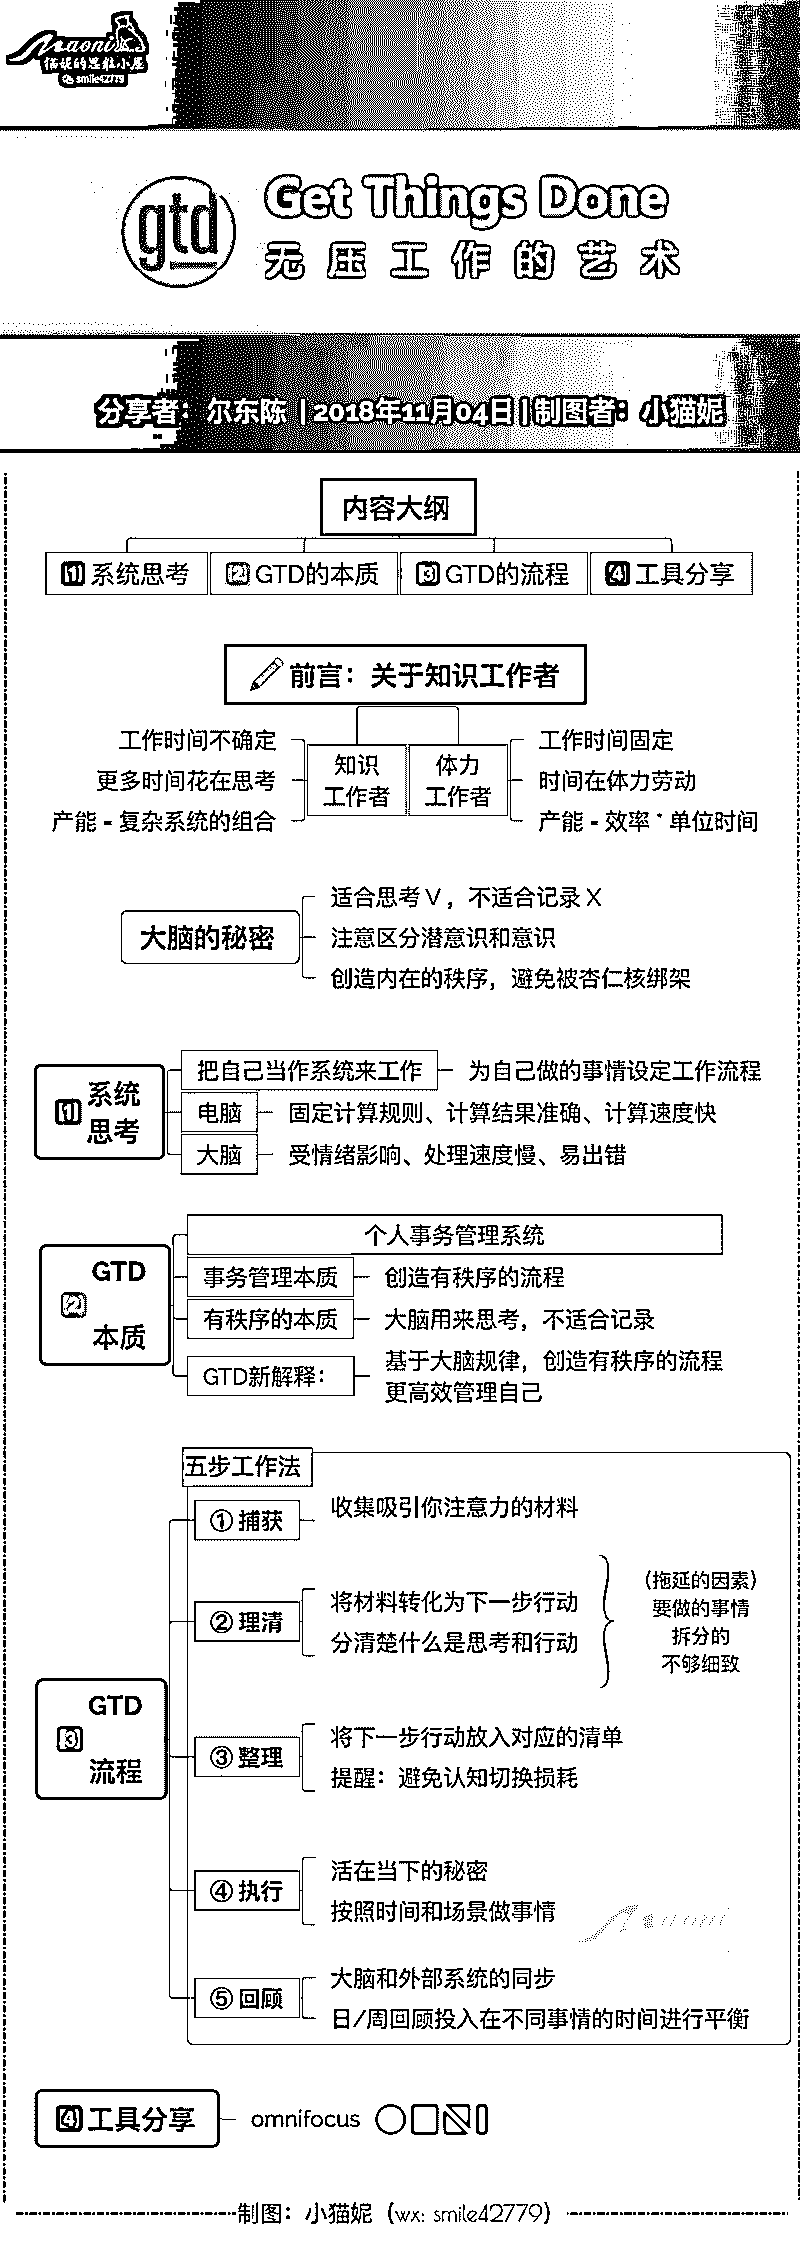 Maoni
猫妮的思维小屋
smile42779
gtd
Get Things Done
无压工作的艺术
分享者：尔东陈 | 2018年11月04日 | 制图者：小猫妮
内容大纲
1 系统思考
2 GTD的本质
3 GTD的流程
4 工具分享
前言：关于知识工作者
知识
工作者
工作时间不确定
更多时间花在思考
产能 = 复杂系统的组合
体力
工作者
工作时间固定
时间在体力劳动
产能 = 效率 * 单位时间
大脑的秘密
适合思考 V ，不适合记录 X
注意区分潜意识和意识
创造内在的秩序，避免被杏仁核绑架
1 系统
思考
把自己当作系统来工作
为自己做的事情设定工作流程
电脑
固定计算规则、计算结果准确、计算速度快
大脑
受情绪影响、处理速度慢、易出错
2 GTD
本质
个人事务管理系统
事务管理本质
创造有秩序的流程
有秩序的本质
大脑用来思考，不适合记录
GTD新解释：
基于大脑规律，创造有秩序的流程
更高效管理自己
3 GTD
流程
五步工作法
① 捕获
收集吸引你注意力的材料
② 理清
将材料转化为下一步行动
分清楚什么是思考和行动
（拖延的因素）
要做的事情
拆分的
不够细致
③ 整理
将下一步行动放入对应的清单
提醒：避免认知切换损耗
④ 执行
活在当下的秘密
按照时间和场景做事情
Maoni
⑤ 回顾
大脑和外部系统的同步
日/周回顾投入在不同事情的时间进行平衡
4 工具分享
omnifocus
制图：小猫妮（wx: smile42779）